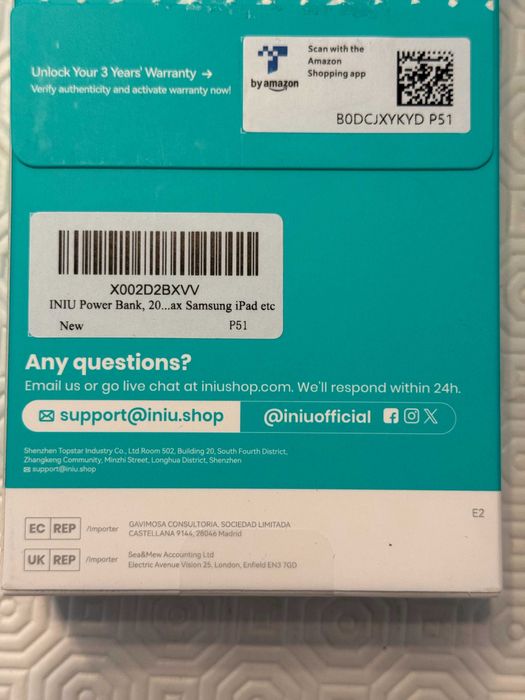 Unlock Your 3 Years' Warranty →
Verify authenticity and activate warranty now!
by amazon
Scan with the
Amazon
Shopping app
B0DCJXYKYD P51
X002D2BXVV
INIU Power Bank, 20...ax Samsung iPad etc
New P51
Any questions?
Email us or go live chat at iniushop.com. We'll respond within 24h.
support@iniu.shop @iniuofficial
Shenzhen Topstar Industry Co., Ltd.Room 502, Building 20, South Fourth District,
Zhangkeng Community, Minzhi Street, Longhua District, Shenzhen
support@iniu.shop
E2
EC REP /Importer GAVIMOSA CONSULTORIA, SOCIEDAD LIMITADA
CASTELLANA 9144, 28046 Madrid
UK REP /Importer Sea&Mew Accounting Ltd
Electric Avenue Vision 25, London, Enfield EN3 7GD